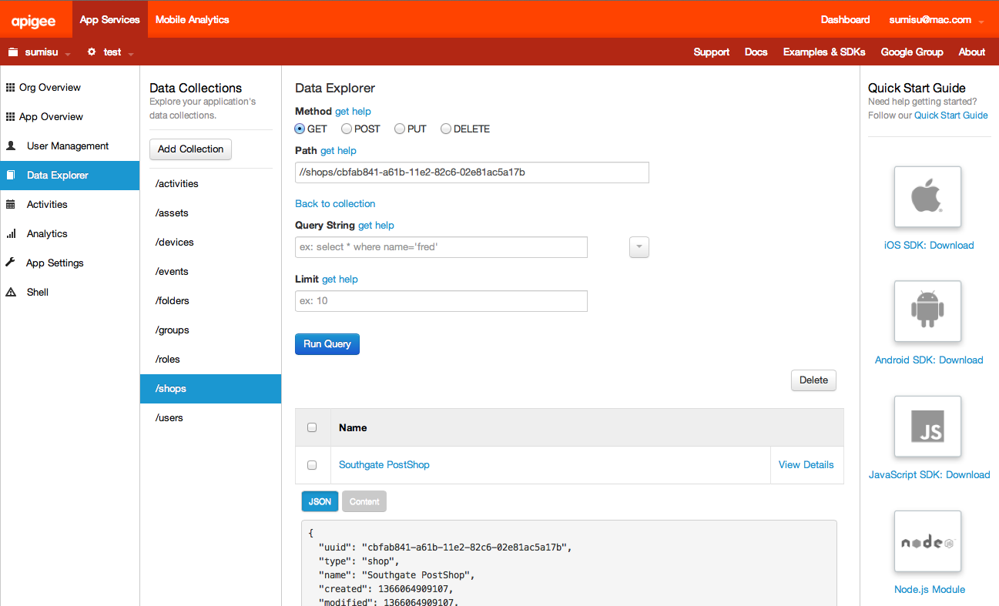 apigee App Services Mobile Analytics Dashboard sumisu@mac.com
sumisu test Support Docs Examples & SDKs Google Group About
Org Overview
App Overview
User Management
Data Explorer
Activities
Analytics
App Settings
Shell
Data Collections
Explore your application's
data collections.
Add Collection
/activities
/assets
/devices
/events
/folders
/groups
/roles
/shops
/users
Data Explorer
Method get help
GET POST PUT DELETE
Path get help
//shops/cbfab841-a61b-11e2-82c6-02e81ac5a17b
Back to collection
Query String get help
ex: select * where name='fred'
Limit get help
ex: 10
Run Query
Delete
Name
Southgate PostShop View Details
JSON Content
{
"uuid": "cbfab841-a61b-11e2-82c6-02e81ac5a17b",
"type": "shop",
"name": "Southgate PostShop",
"created": 1366064909107,
"modified": 1366064909107,
Quick Start Guide
Need help getting started?
Follow our Quick Start Guide
iOS SDK: Download
Android SDK: Download
JS
JavaScript SDK: Download
node JS
Node.js Module